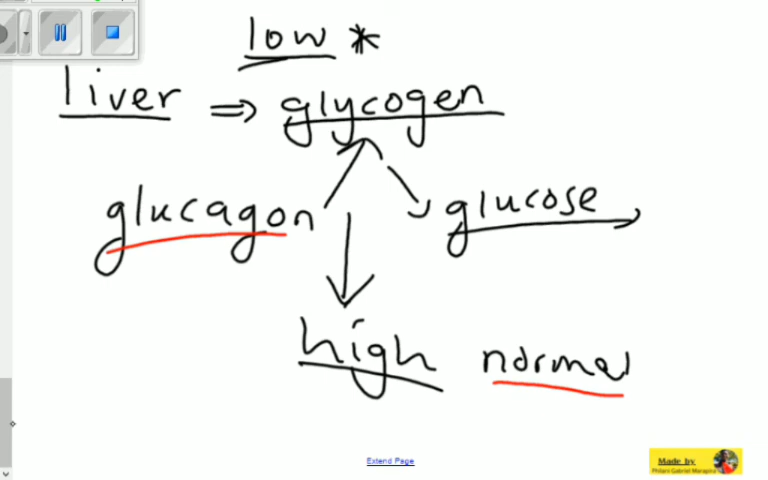 low *
liver ⇒ glycogen
glucagon glucose
high normal
Extend Page
Made by